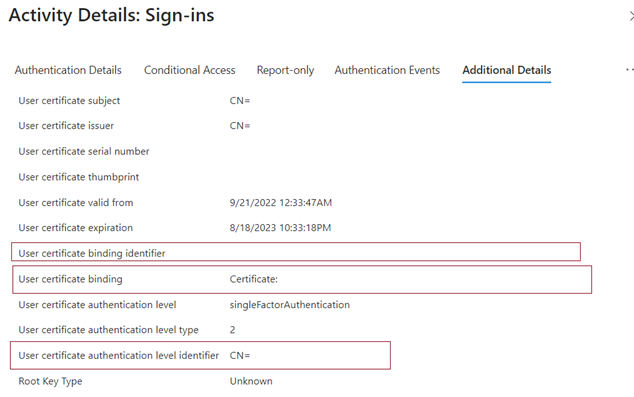 Activity Details: Sign-ins
Authentication Details Conditional Access Report-only Authentication Events Additional Details
User certificate subject CN=
User certificate issuer CN=
User certificate serial number
User certificate thumbprint
User certificate valid from 9/21/2022 12:33:47AM
User certificate expiration 8/18/2023 10:33:18PM
User certificate binding identifier
User certificate binding Certificate:
User certificate authentication level singleFactorAuthentication
User certificate authentication level type 2
User certificate authentication level identifier CN=
Root Key Type Unknown